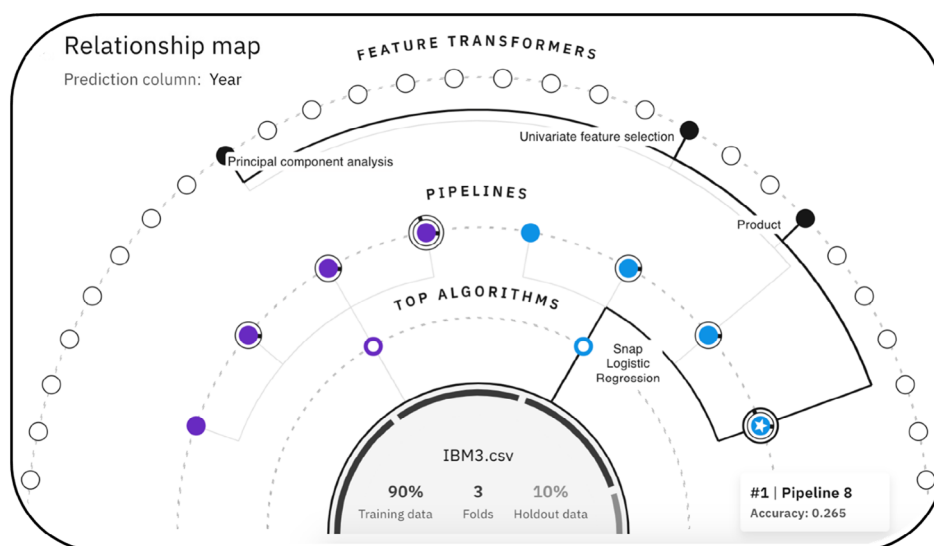 Relationship map
Prediction column: Year
FEATURE TRANSFORMERS
Univariate feature selection
Principal component analysis
PIPELINES
Product
TOP ALGORITHMS
Snap
Logistic
Regression
IBM3.csv
90% 3 10%
Training data Folds Holdout data
#1 | Pipeline 8
Accuracy: 0.265